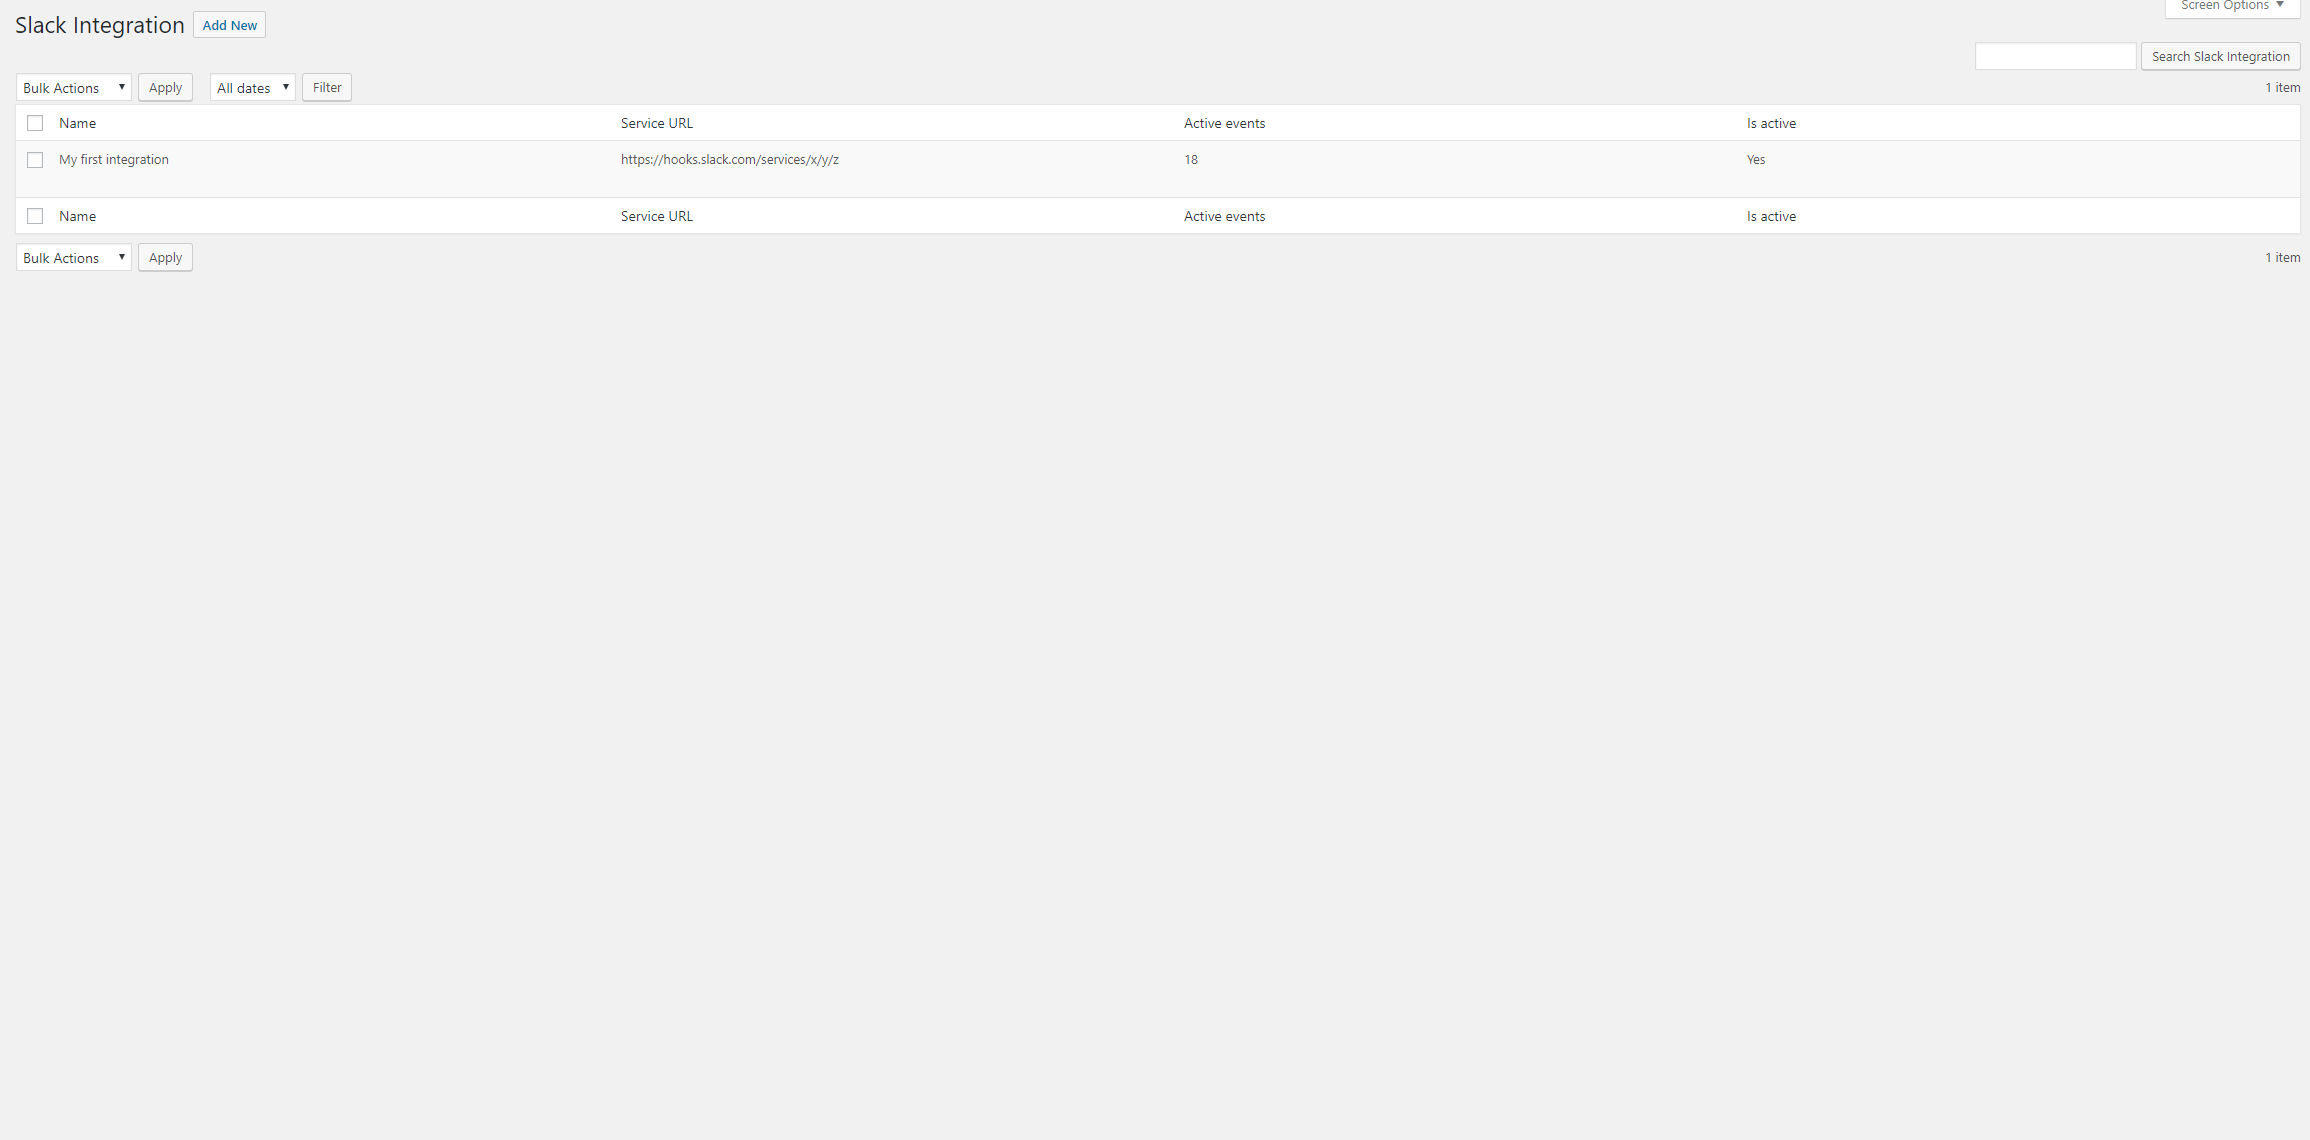 Screen Options
Slack Integration Add New
Search Slack Integration
Bulk Actions Apply All dates Filter 1 item
Name Service URL Active events Is active
My first integration https://hooks.slack.com/services/x/y/z 18 Yes
Name Service URL Active events Is active
Bulk Actions Apply 1 item